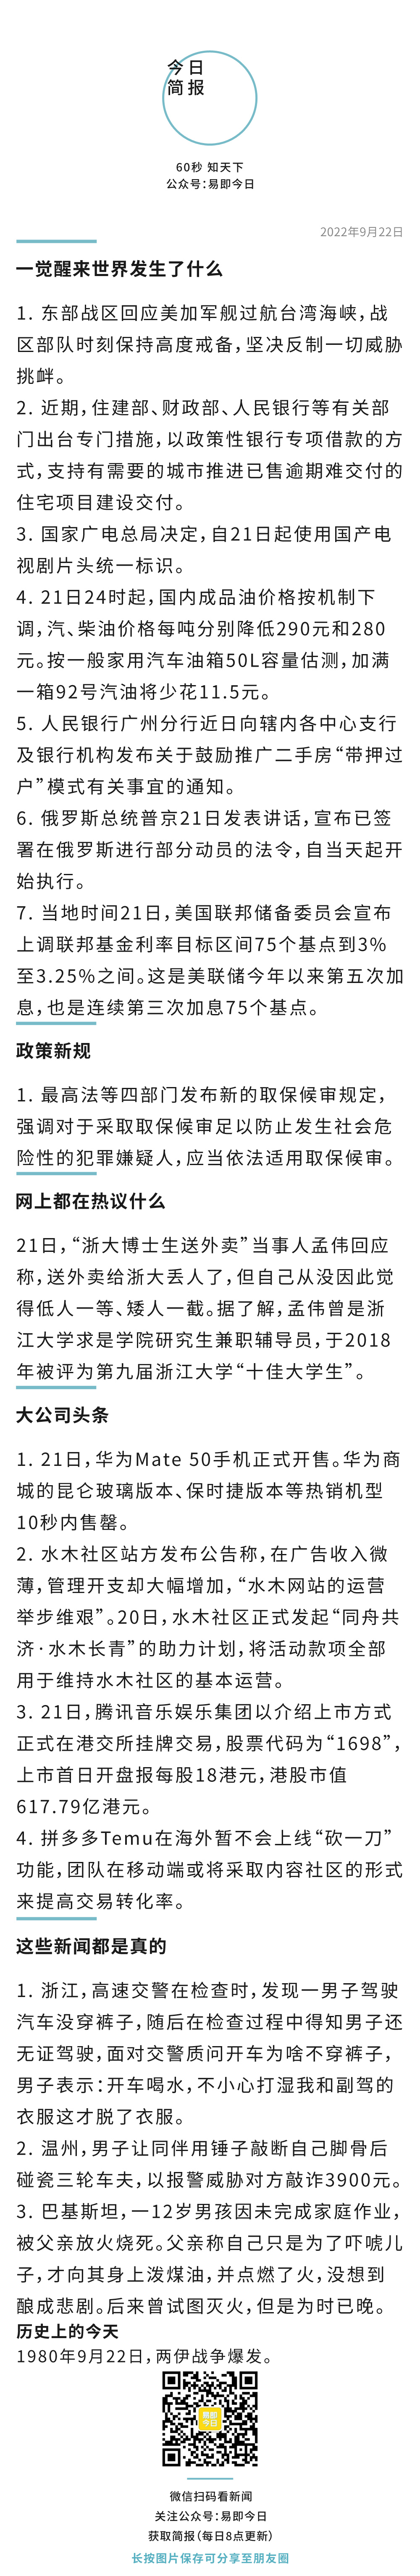 今日
简报
60秒 知天下
公众号：易即今日
2022年9月22日
一觉醒来世界发生了什么
1. 东部战区回应美加军舰过航台湾海峡，战
区部队时刻保持高度戒备，坚决反制一切威胁
挑衅。
2. 近期，住建部、财政部、人民银行等有关部
门出台专门措施，以政策性银行专项借款的方
式，支持有需要的城市推进已售逾期难交付的
住宅项目建设交付。
3. 国家广电总局决定，自21日起使用国产电
视剧片头统一标识。
4. 21日24时起，国内成品油价格按机制下
调，汽、柴油价格每吨分别降低290元和280
元。按一般家用汽车油箱50L容量估测，加满
一箱92号汽油将少花11.5元。
5. 人民银行广州分行近日向辖内各中心支行
及银行机构发布关于鼓励推广二手房“带押过
户”模式有关事宜的通知。
6. 俄罗斯总统普京21日发表讲话，宣布已签
署在俄罗斯进行部分动员的法令，自当天起开
始执行。
7. 当地时间21日，美国联邦储备委员会宣布
上调联邦基金利率目标区间75个基点到3%
至3.25%之间。这是美联储今年以来第五次加
息，也是连续第三次加息75个基点。
政策新规
1. 最高法等四部门发布新的取保候审规定，
强调对于采取取保候审足以防止发生社会危
险性的犯罪嫌疑人，应当依法适用取保候审。
网上都在热议什么
21日，“浙大博士生送外卖”当事人孟伟回应
称，送外卖给浙大丢人了，但自己从没因此觉
得低人一等、矮人一截。据了解，孟伟曾是浙
江大学求是学院研究生兼职辅导员，于2018
年被评为第九届浙江大学“十佳大学生”。
大公司头条
1. 21日，华为Mate 50手机正式开售。华为商
城的昆仑玻璃版本、保时捷版本等热销机型
10秒内售罄。
2. 水木社区站方发布公告称，在广告收入微
薄，管理开支却大幅增加，“水木网站的运营
举步维艰”。20日，水木社区正式发起“同舟共
济·水木长青”的助力计划，将活动款项全部
用于维持水木社区的基本运营。
3. 21日，腾讯音乐娱乐集团以介绍上市方式
正式在港交所挂牌交易，股票代码为“1698”，
上市首日开盘报每股18港元，港股市值
617.79亿港元。
4. 拼多多Temu在海外暂不会上线“砍一刀”
功能，团队在移动端或将采取内容社区的形式
来提高交易转化率。
这些新闻都是真的
1. 浙江，高速交警在检查时，发现一男子驾驶
汽车没穿裤子，随后在检查过程中得知男子还
无证驾驶，面对交警质问开车为啥不穿裤子，
男子表示：开车喝水，不小心打湿我和副驾的
衣服这才脱了衣服。
2. 温州，男子让同伴用锤子敲断自己脚骨后
碰瓷三轮车夫，以报警威胁对方敲诈3900元。
3. 巴基斯坦，一12岁男孩因未完成家庭作业，
被父亲放火烧死。父亲称自己只是为了吓唬儿
子，才向其身上泼煤油，并点燃了火，没想到
酿成悲剧。后来曾试图灭火，但是为时已晚。
历史上的今天
1980年9月22日，两伊战争爆发。
易即
今日
微信扫码看新闻
关注公众号：易即今日
获取简报（每日8点更新）
长按图片保存可分享至朋友圈